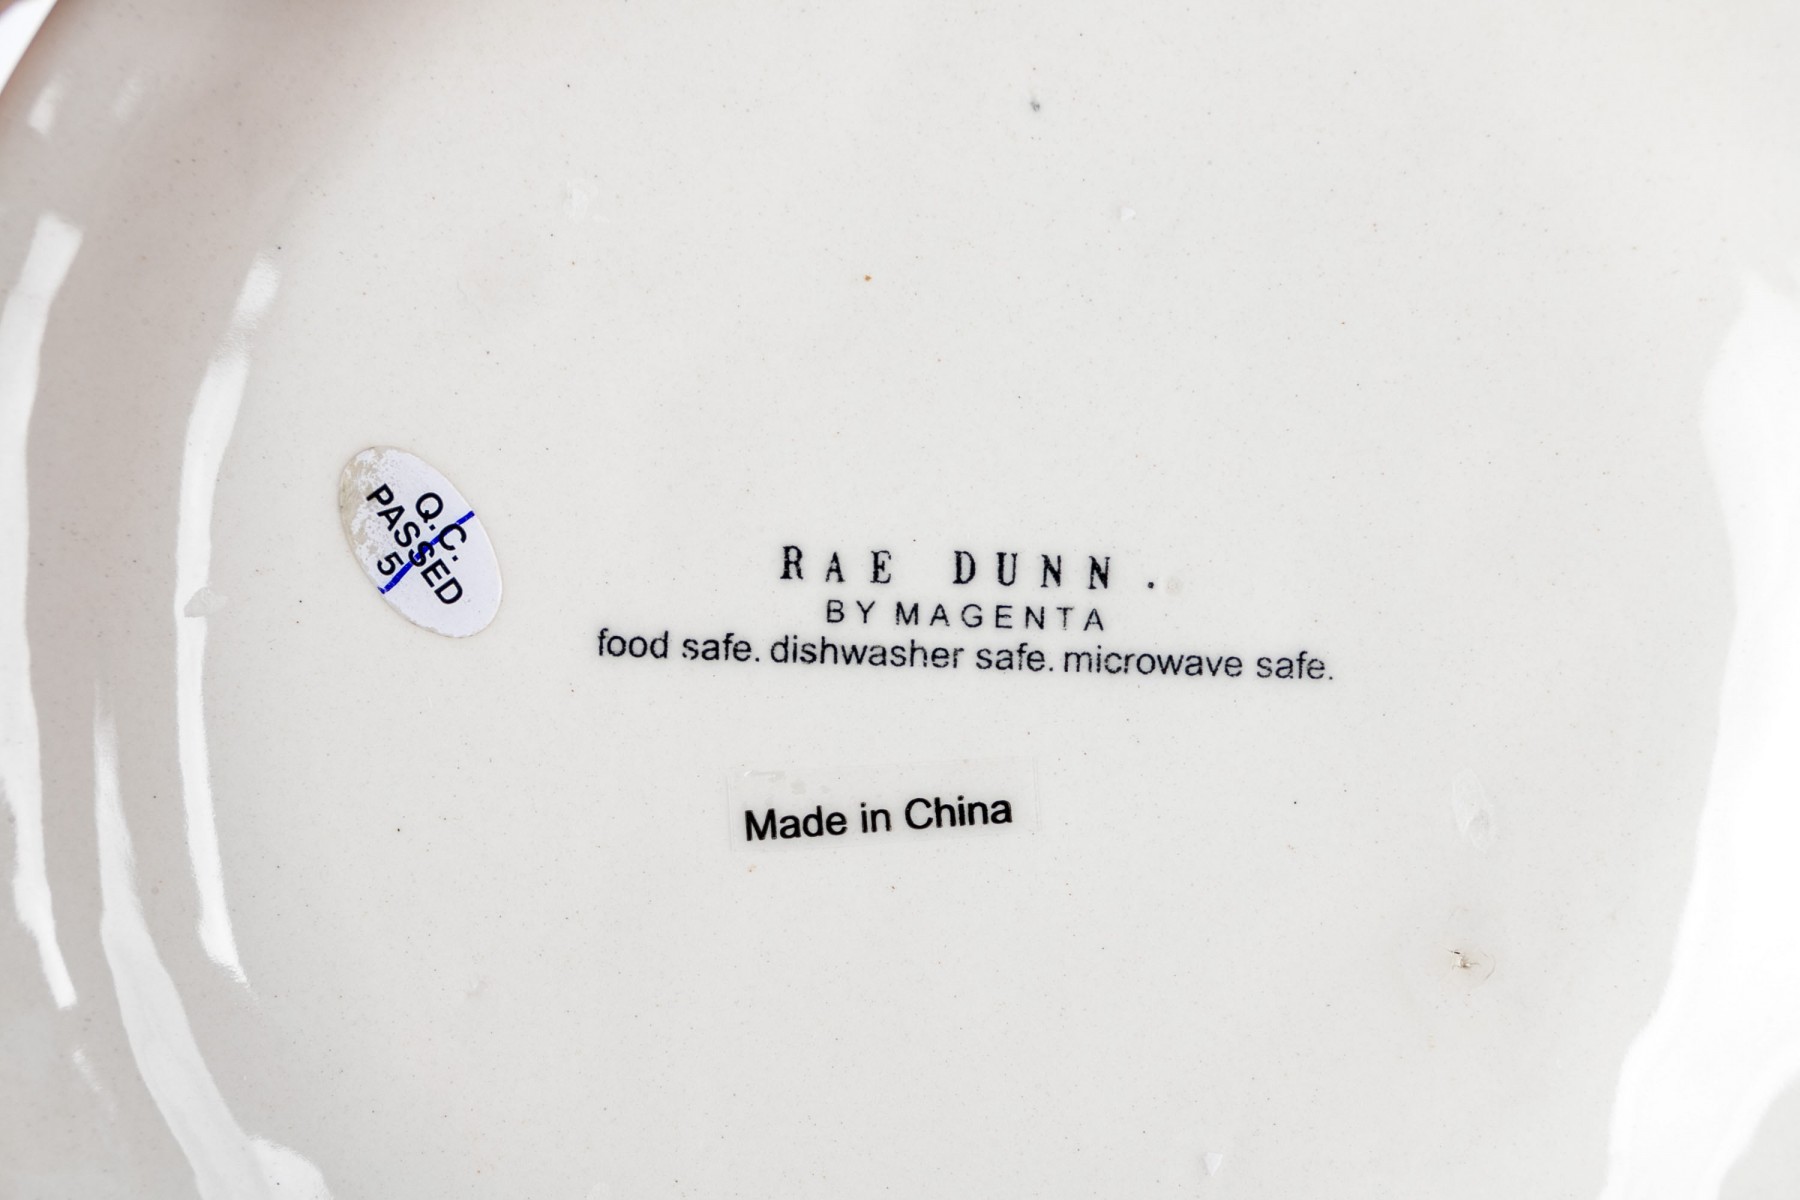 Q.C.
PASSED
5
RAE DUNN.
BY MAGENTA
food safe. dishwasher safe. microwave safe.
Made in China